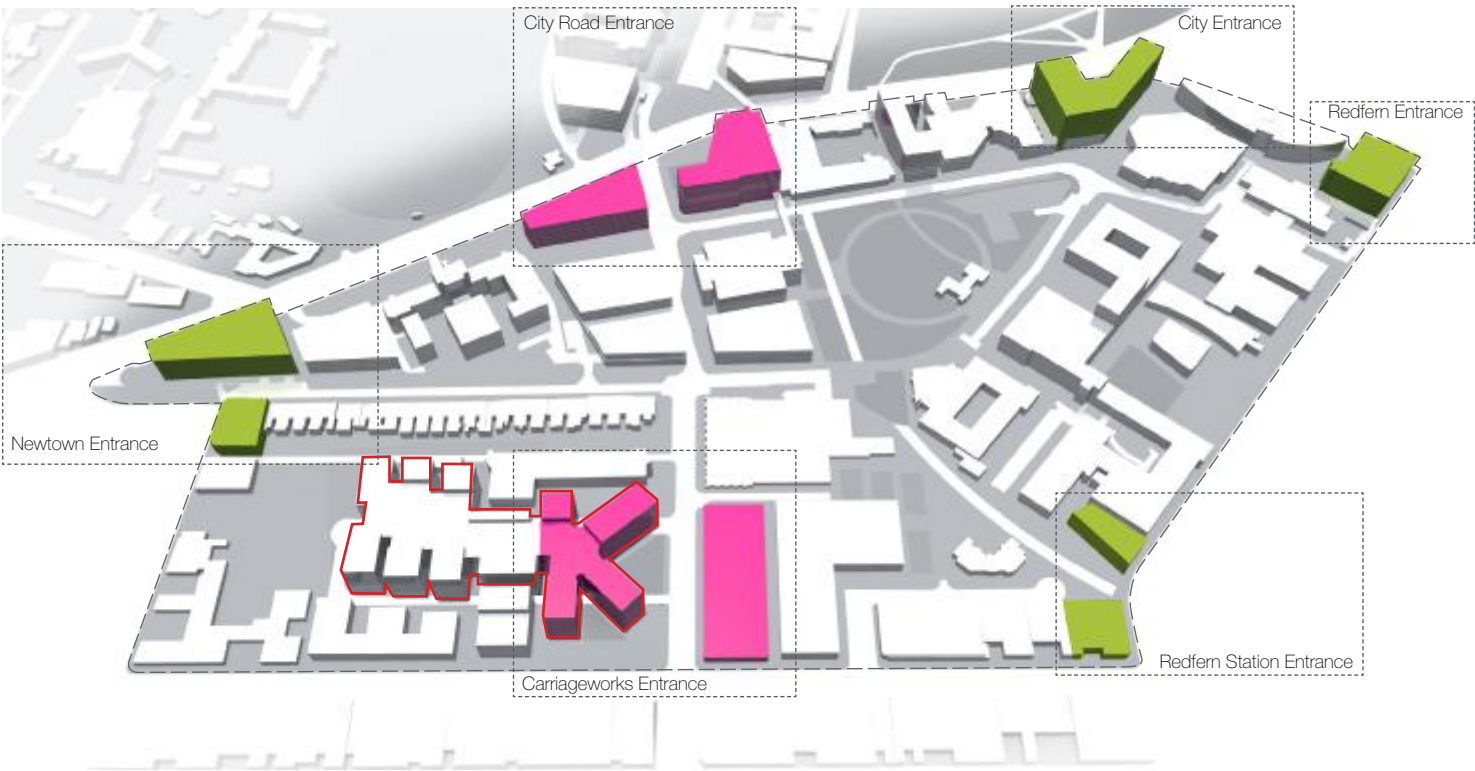 City Road Entrance
City Entrance
Redfern Entrance
Newtown Entrance
Redfern Station Entrance
Carriageworks Entrance